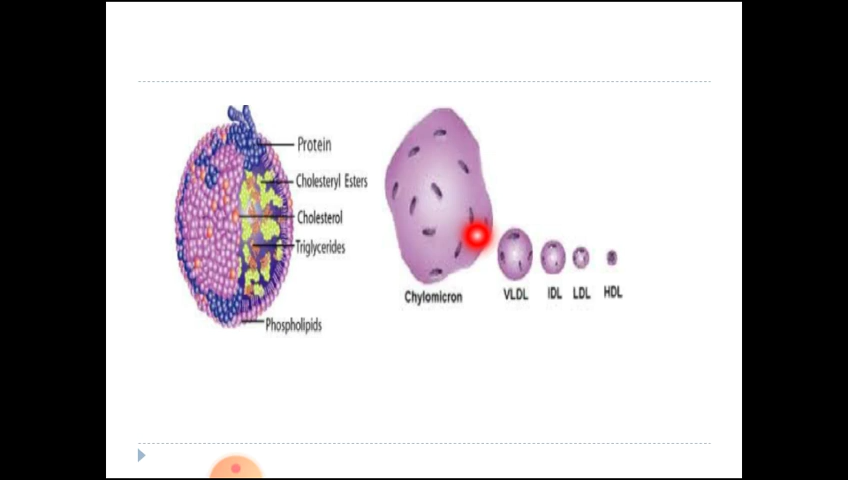 Protein
Cholesteryl Esters
Cholesterol
Triglycerides
Phospholipids
Chylomicron
VLDL
IDL
LDL
HDL